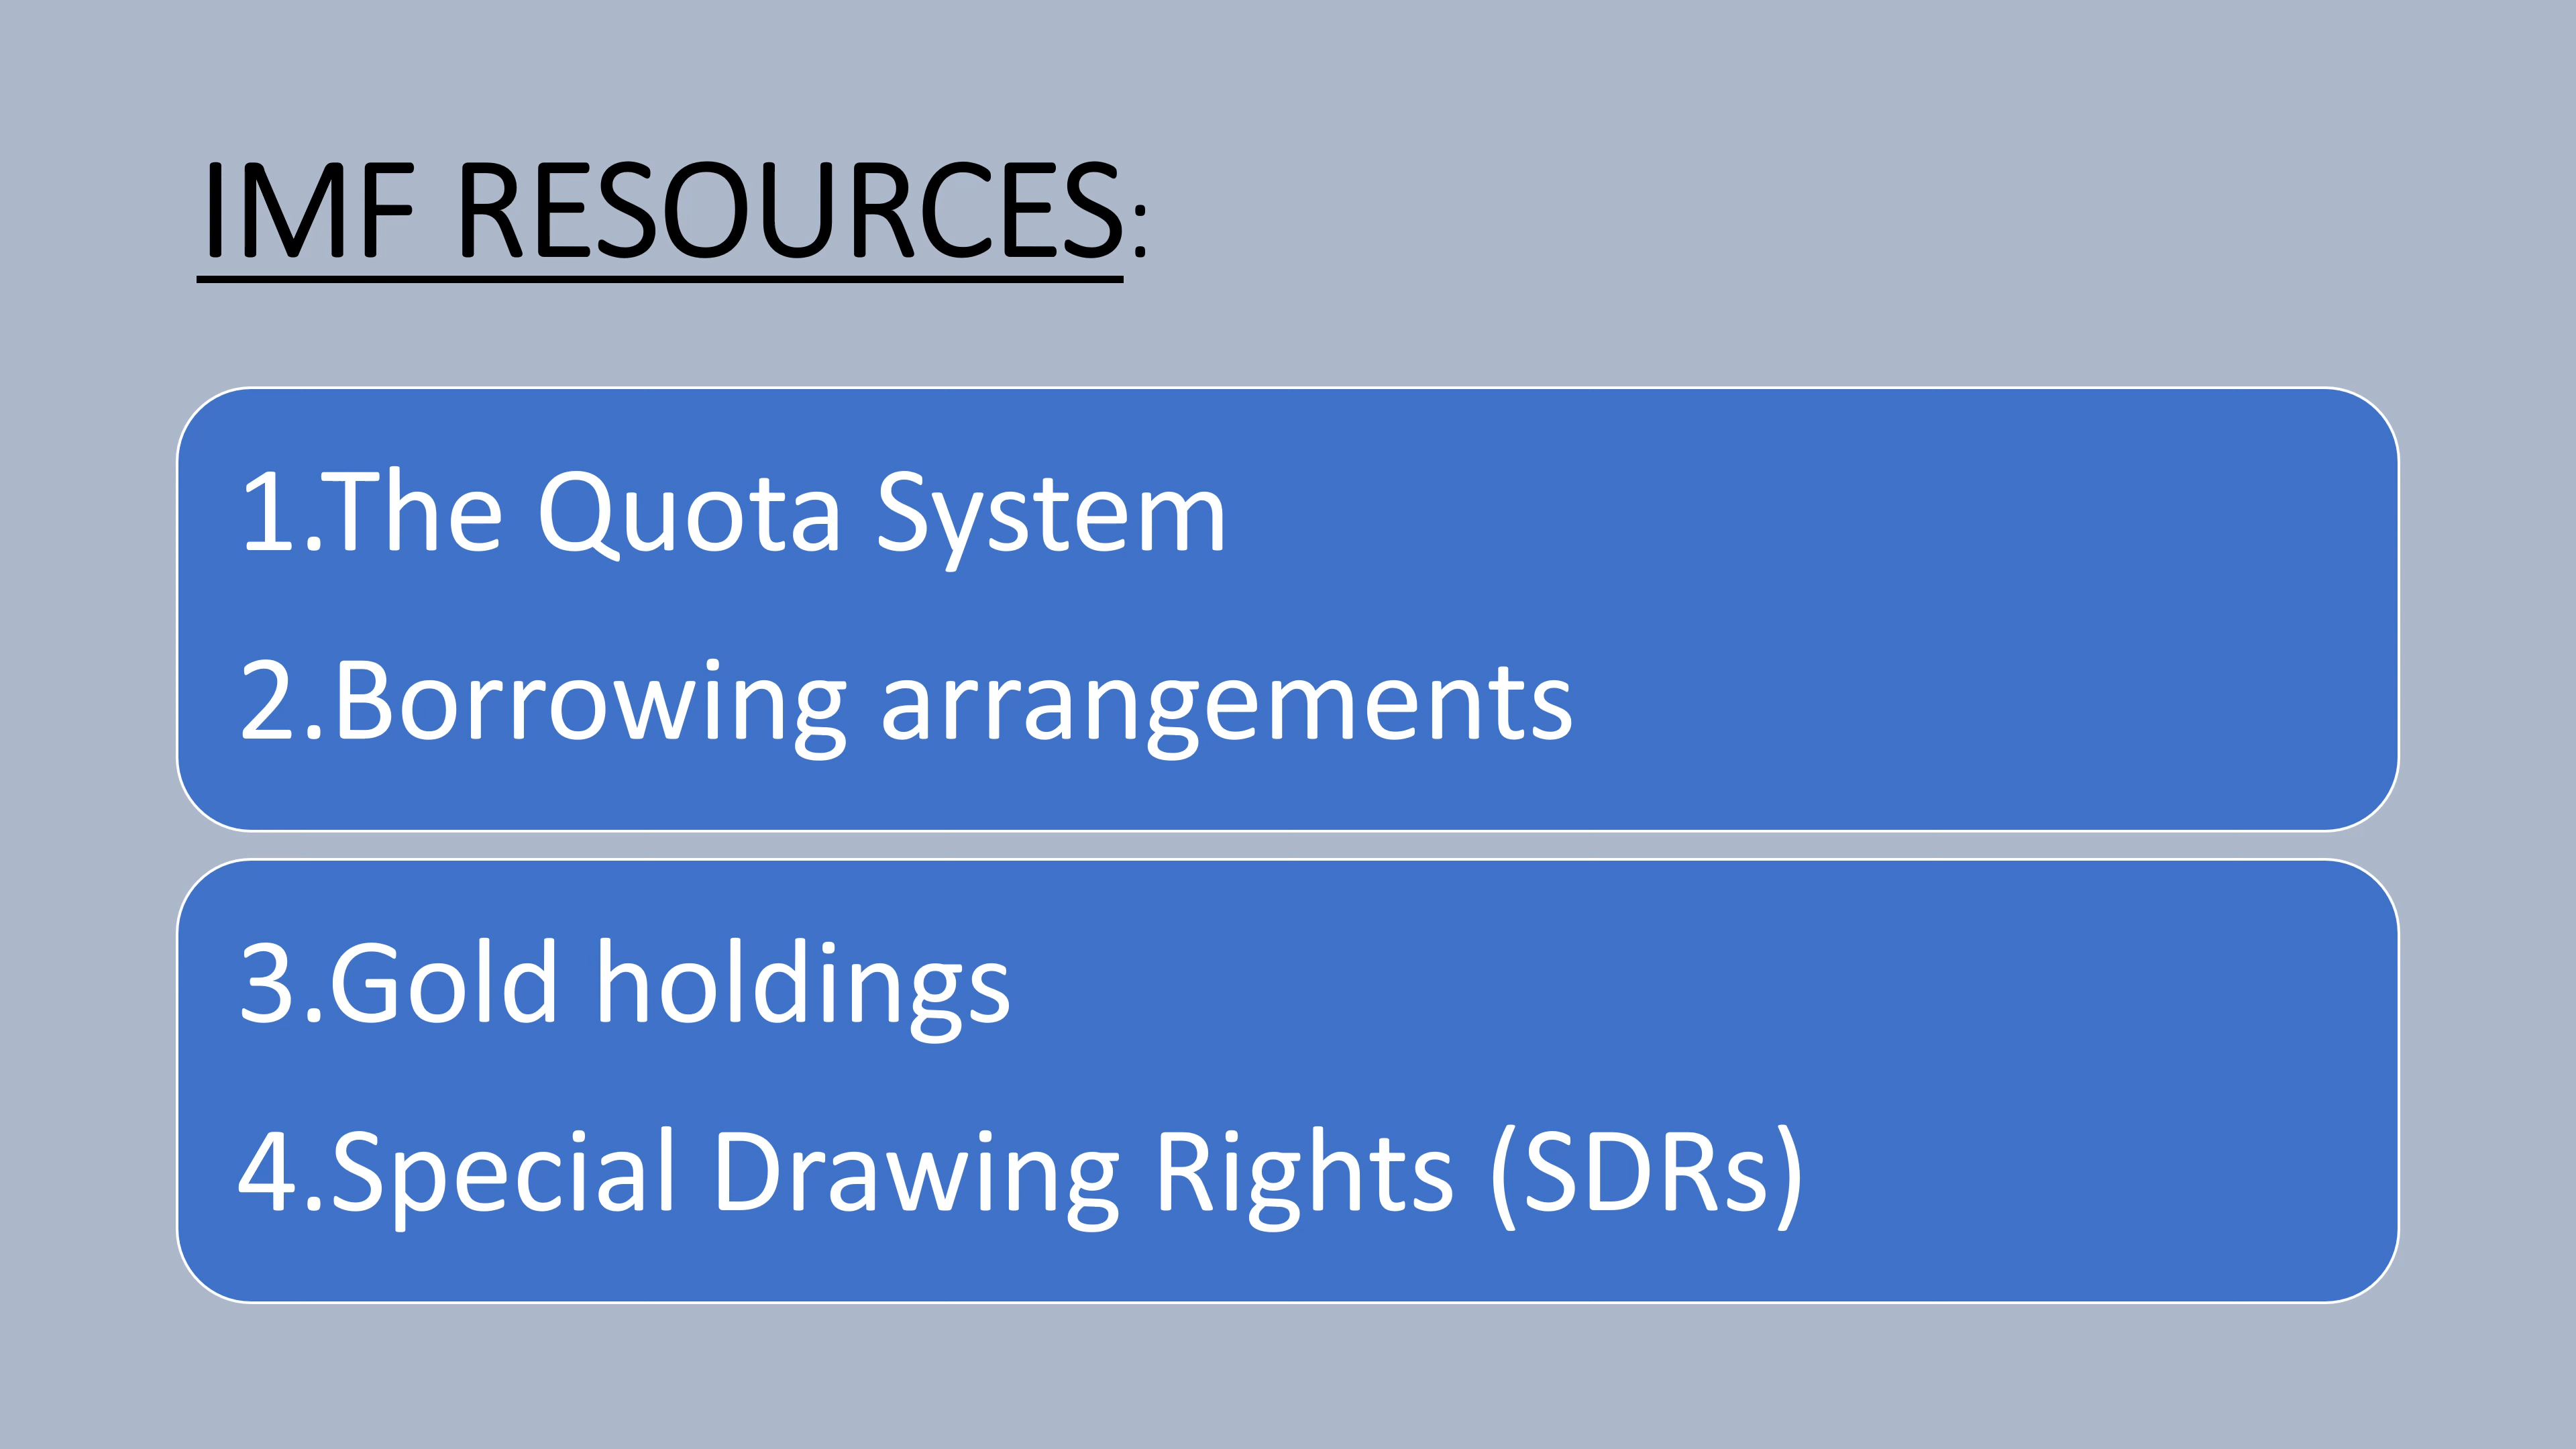 IMF RESOURCES:
1.The Quota System
2.Borrowing arrangements
3.Gold holdings
4.Special Drawing Rights (SDRs)